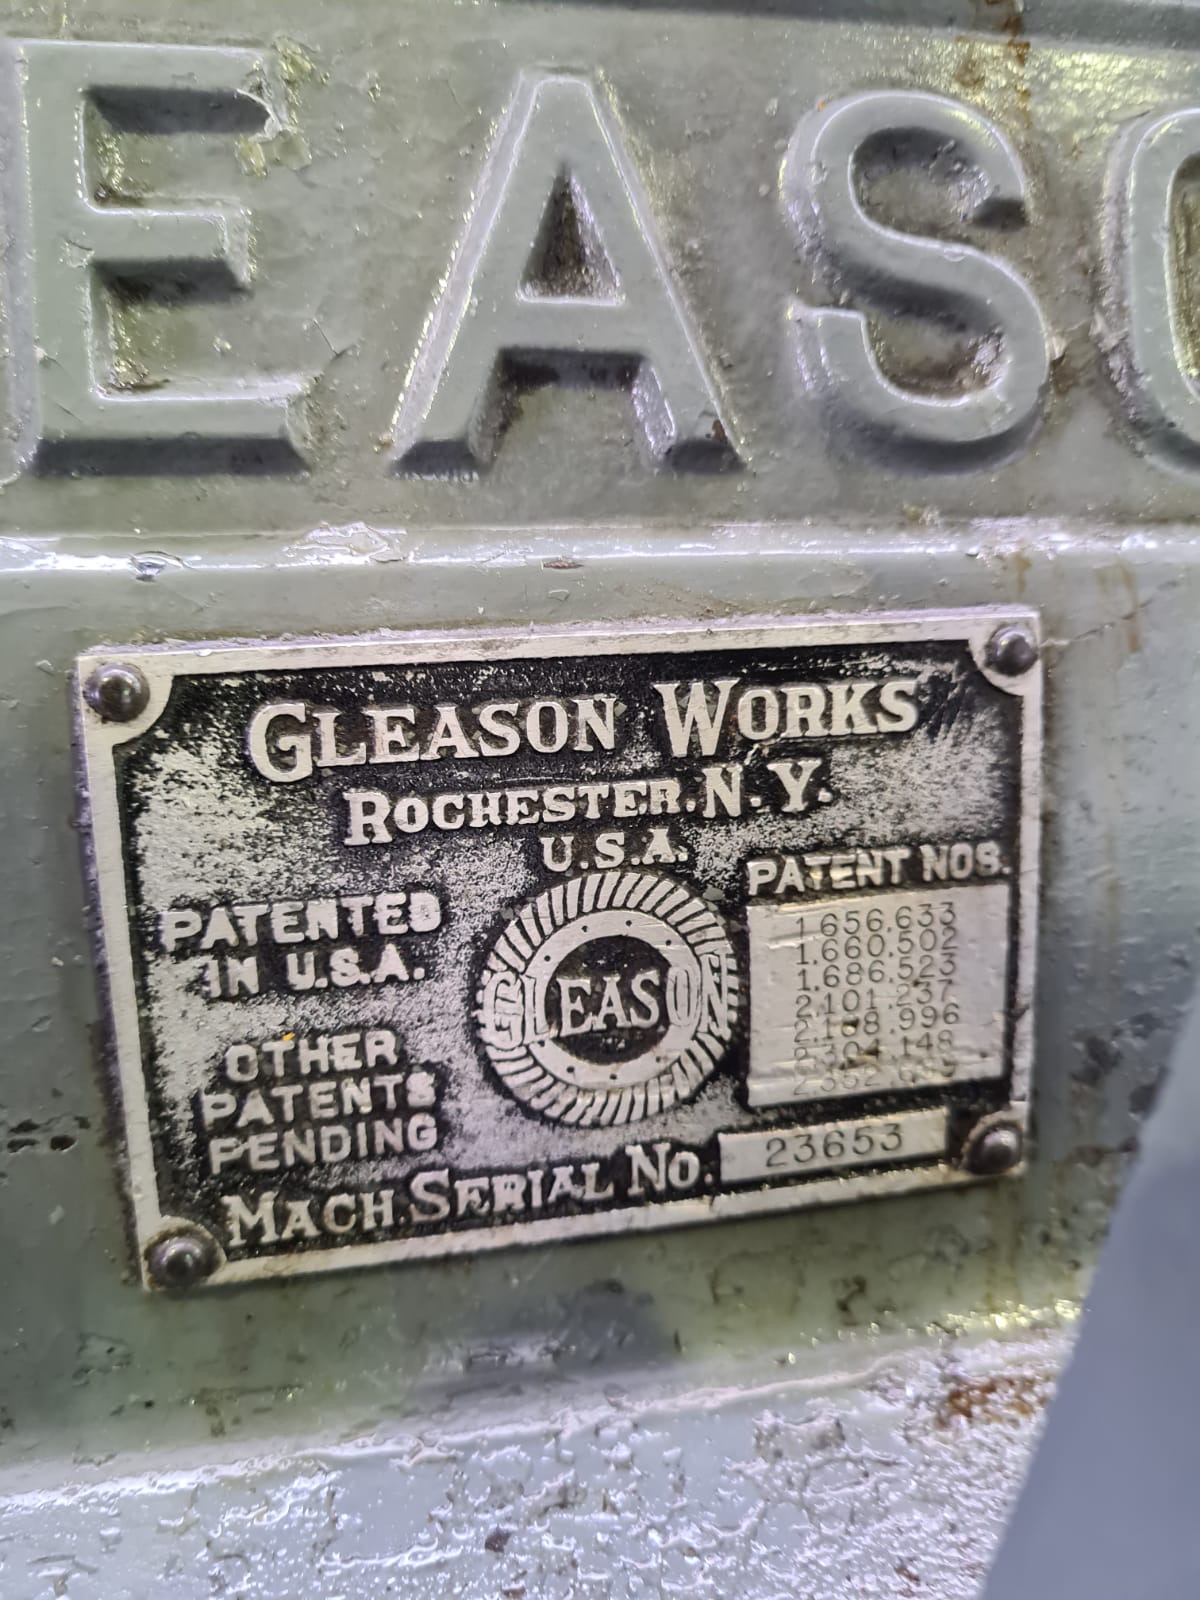 EASO
GLEASON WORKS
ROCHESTER. N. Y.
U.S.A.
PATENTED
IN U.S.A.
OTHER
PATENTS
PENDING
GLEASON
PATENT NOS.
1.656.633
1.660.502
1.686.523
2.101.237
MACH. SERIAL NO. 23653